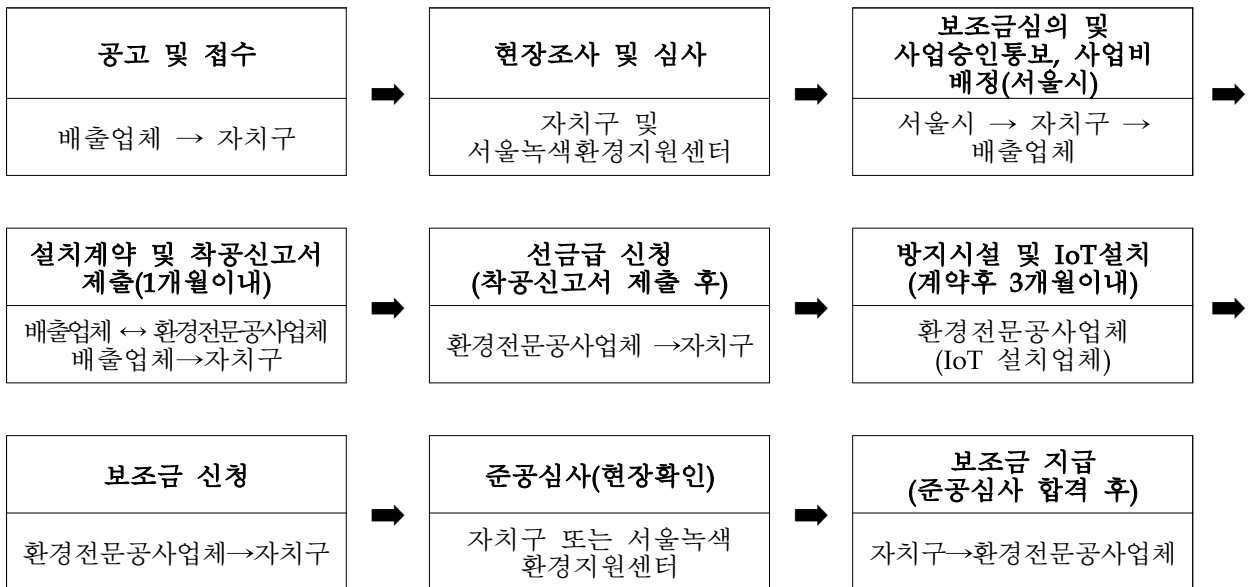 공고 및 접수
배출업체 → 자치구
➡
현장조사 및 심사
자치구 및
서울녹색환경지원센터
➡
보조금심의 및
사업승인통보, 사업비
배정(서울시)
서울시 → 자치구 →
배출업체
➡
설치계약 및 착공신고서
제출(1개월이내)
배출업체 ↔ 환경전문공사업체
배출업체→자치구
➡
선금급 신청
(착공신고서 제출 후)
환경전문공사업체 →자치구
➡
방지시설 및 IoT설치
(계약후 3개월이내)
환경전문공사업체
(IoT 설치업체)
➡
보조금 신청
환경전문공사업체→자치구
➡
준공심사(현장확인)
자치구 또는 서울녹색
환경지원센터
➡
보조금 지급
(준공심사 합격 후)
자치구→환경전문공사업체